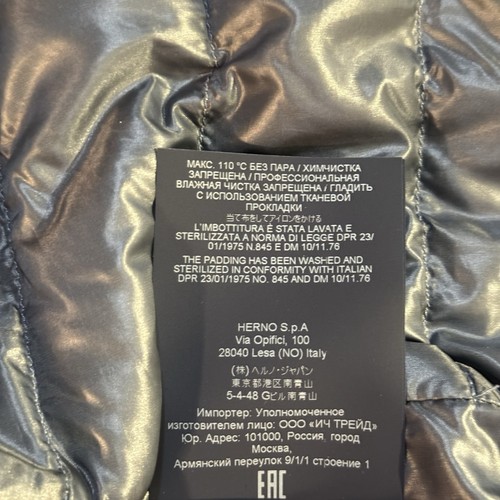 МАКС. 110 °C БЕЗ ПАРА / ХИМЧИСТКА
ЗАПРЕЩЕНА / ПРОФЕССИОНАЛЬНАЯ
ВЛАЖНАЯ ЧИСТКА ЗАПРЕЩЕНА / ГЛАДИТЬ
С ИСПОЛЬЗОВАНИЕМ ТКАНЕВОЙ
ПРОКЛАДКИ
当て布をしてアイロンをかける
L'IMBOTTITURA É STATA LAVATA E
STERILIZZATA A NORMA DI LEGGE DPR 23/
01/1975 N.845 E DM 10/11.76
THE PADDING HAS BEEN WASHED AND
STERILIZED IN CONFORMITY WITH ITALIAN
DPR 23/01/1975 NO. 845 AND DM 10/11.76
HERNO S.p.A
Via Opifici, 100
28040 Lesa (NO) Italy
(株) ヘルノ・ジャパン
東京都港区南青山
5-4-48 Gビル南青山
Импортер: Уполномоченное
изготовителем лицо: ООО «ИЧ ТРЕЙД»
Юр. Адрес: 101000, Россия, город
Москва,
Армянский переулок 9/1/1 строение 1
EAC